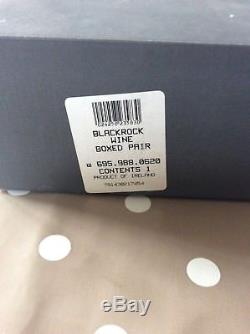 BLACKROCK
WINE
BOXED PAIR
695.988.0620
CONTENTS 1
PRODUCT OF IRELAND